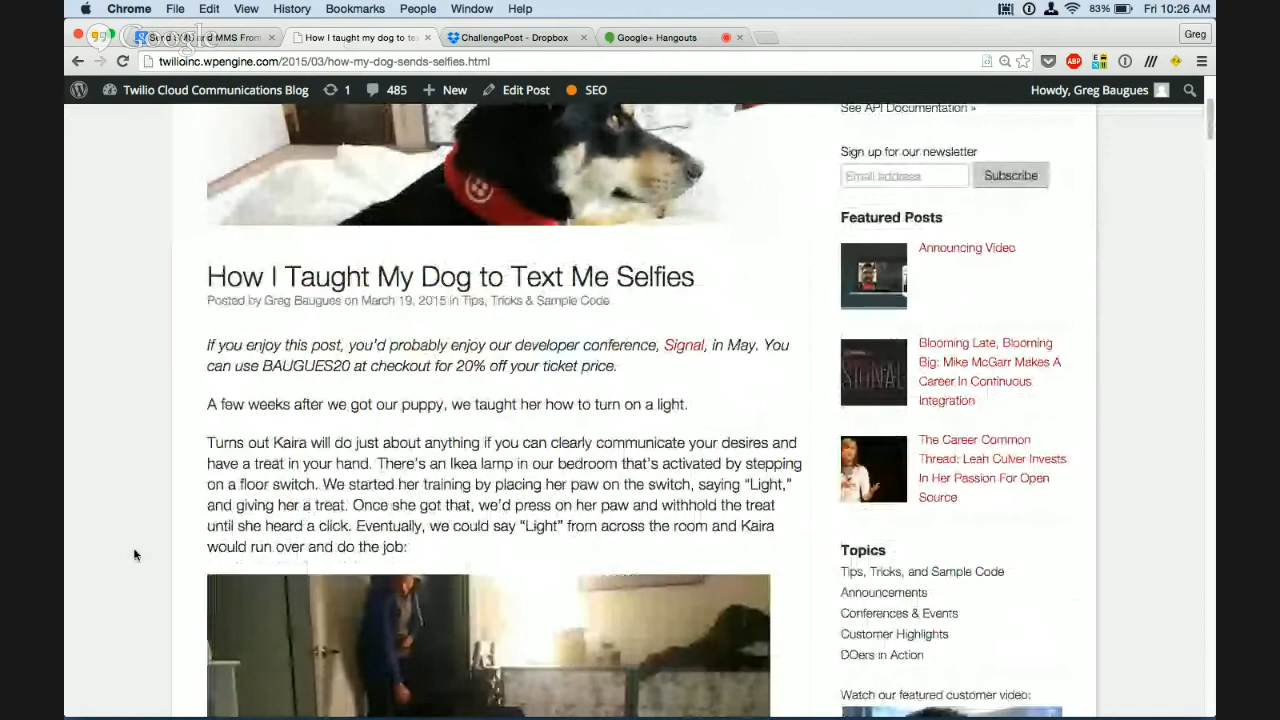 Chrome File Edit View History Bookmarks People Window Help 83% Fri 10:26 AM
Google
MMS From How I taught my dog to te ChallengePost - Dropbox Google+ Hangouts Greg
twilioinc.wpengine.com/2015/03/how-my-dog-sends-selfies.html
ABP
Twilio Cloud Communications Blog 1 485 New Edit Post SEO Howdy, Greg Baugues
See API Documentation »
Sign up for our newsletter
Email address Subscribe
Featured Posts
Announcing Video
Blooming Late, Blooming
Big: Mike McGarr Makes A
Career In Continuous
Integration
The Career Common
Thread: Leah Culver Invests
In Her Passion For Open
Source
Topics
Tips, Tricks, and Sample Code
Announcements
Conferences & Events
Customer Highlights
DOers in Action
Watch our featured customer video:
How I Taught My Dog to Text Me Selfies
Posted by Greg Baugues on March 19, 2015 in Tips, Tricks & Sample Code
If you enjoy this post, you'd probably enjoy our developer conference, Signal, in May. You
can use BAUGUES20 at checkout for 20% off your ticket price.
A few weeks after we got our puppy, we taught her how to turn on a light.
Turns out Kaira will do just about anything if you can clearly communicate your desires and
have a treat in your hand. There's an Ikea lamp in our bedroom that's activated by stepping
on a floor switch. We started her training by placing her paw on the switch, saying "Light,"
and giving her a treat. Once she got that, we'd press on her paw and withhold the treat
until she heard a click. Eventually, we could say "Light" from across the room and Kaira
would run over and do the job: